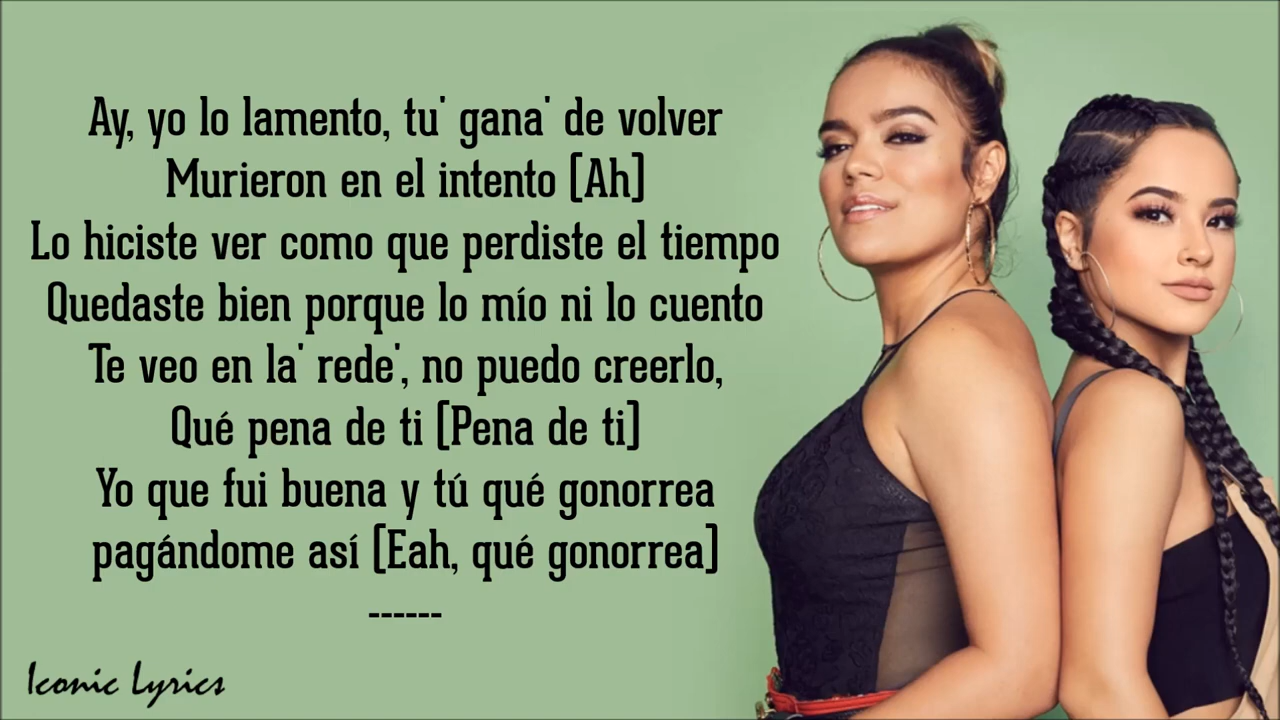 Ay, yo lo lamento, tu' gana' de volver
Murieron en el intento [Ah]
Lo hiciste ver como que perdiste el tiempo
Quedaste bien porque lo mío ni lo cuento
Te veo en la' rede', no puedo creerlo,
Qué pena de ti [Pena de ti]
Yo que fui buena y tú qué gonorrea
pagándome así [Eah, qué gonorrea]
------
Iconic Lyrics